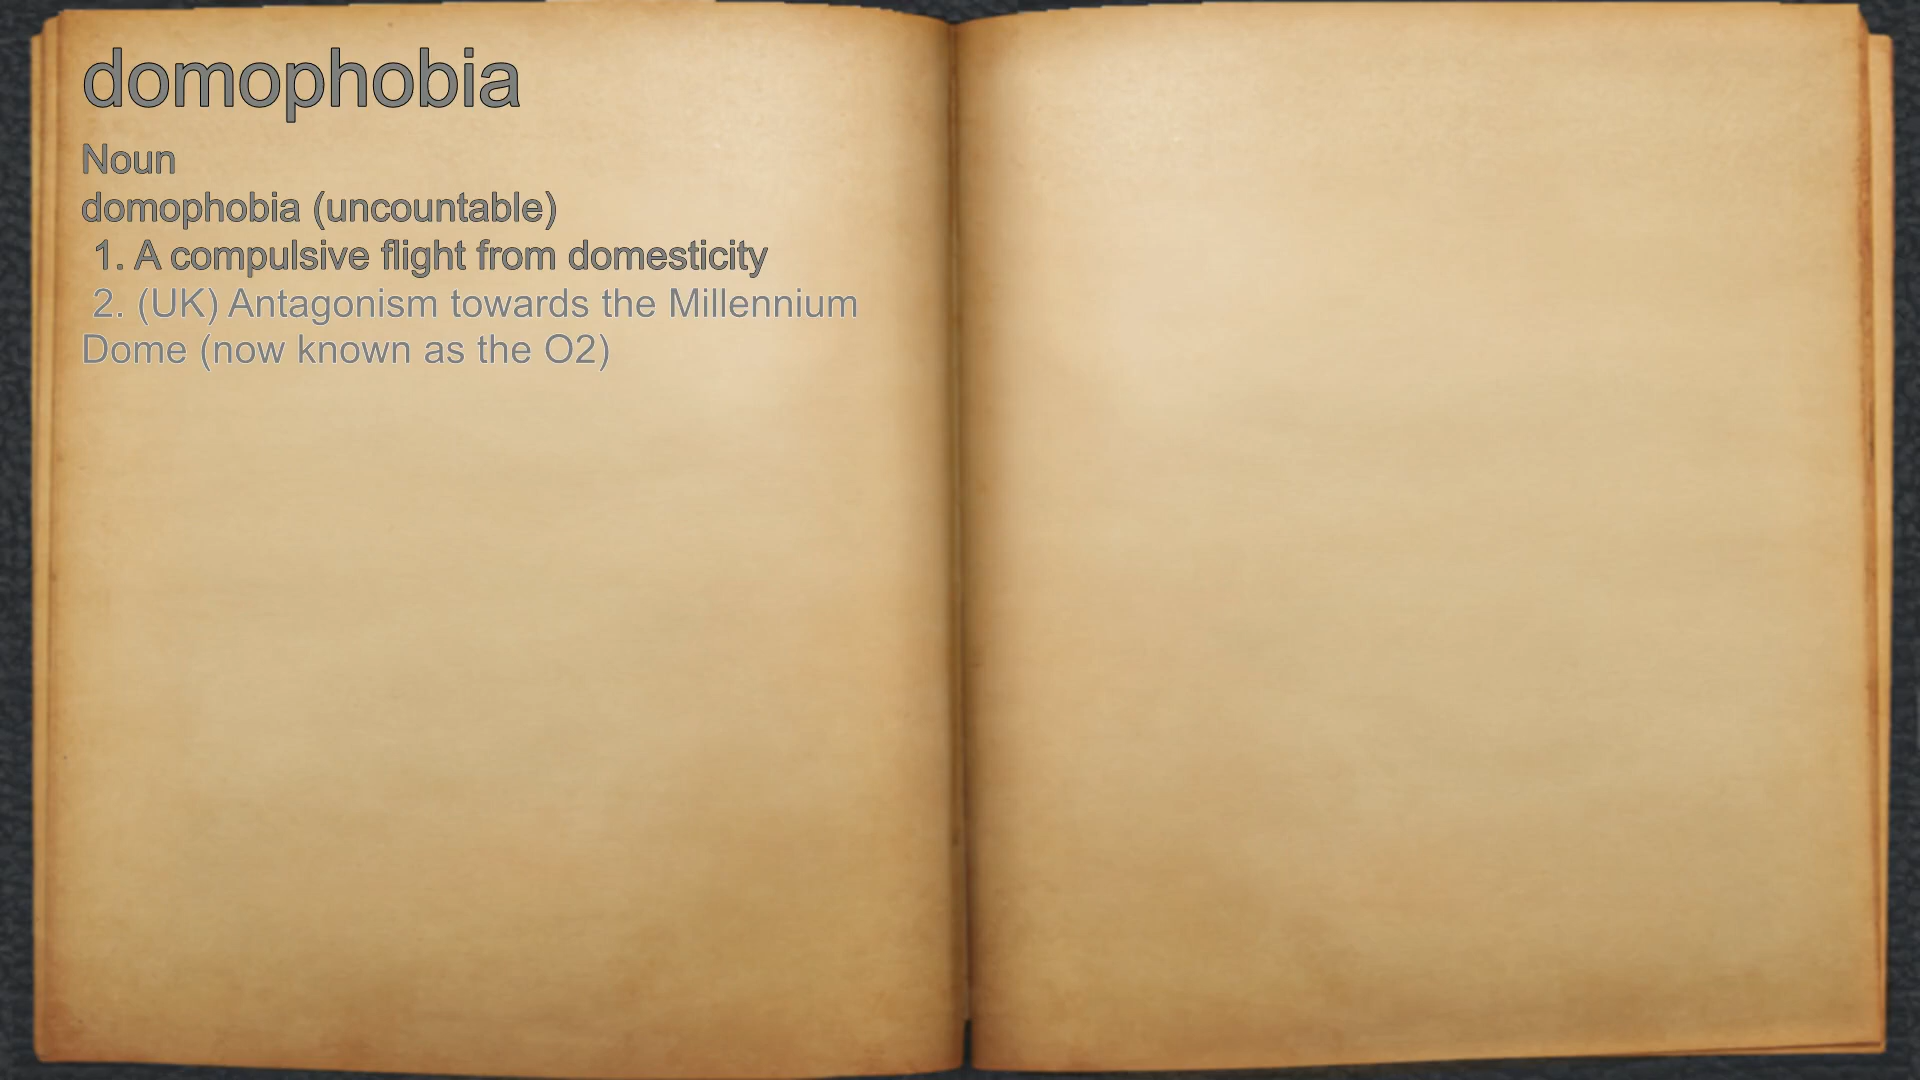 domophobia
Noun
domophobia (uncountable)
1. A compulsive flight from domesticity
2. (UK) Antagonism towards the Millennium
Dome (now known as the O2)